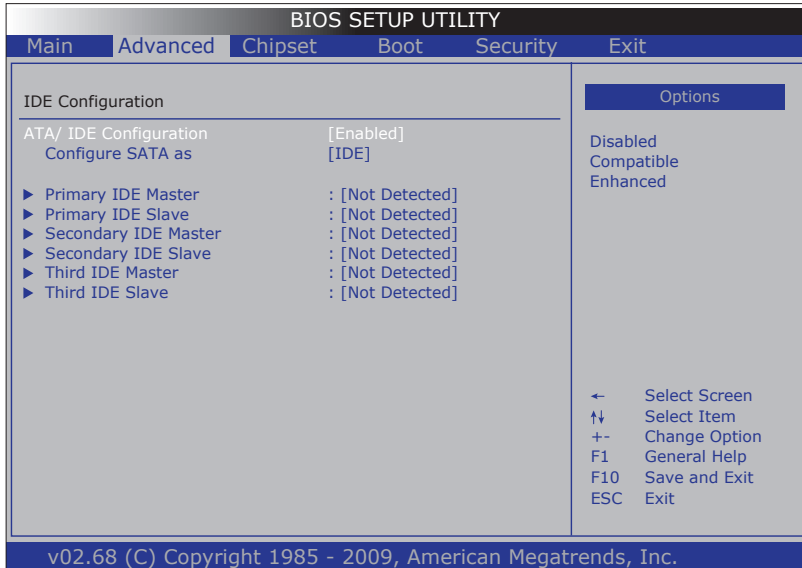 BIOS SETUP UTILITY
Main Advanced Chipset Boot Security Exit
IDE Configuration
ATA/ IDE Configuration [Enabled]
Configure SATA as [IDE]
▶ Primary IDE Master : [Not Detected]
▶ Primary IDE Slave : [Not Detected]
▶ Secondary IDE Master : [Not Detected]
▶ Secondary IDE Slave : [Not Detected]
▶ Third IDE Master : [Not Detected]
▶ Third IDE Slave : [Not Detected]
Options
Disabled
Compatible
Enhanced
← Select Screen
↑↓ Select Item
+- Change Option
F1 General Help
F10 Save and Exit
ESC Exit
v02.68 (C) Copyright 1985 - 2009, American Megatrends, Inc.